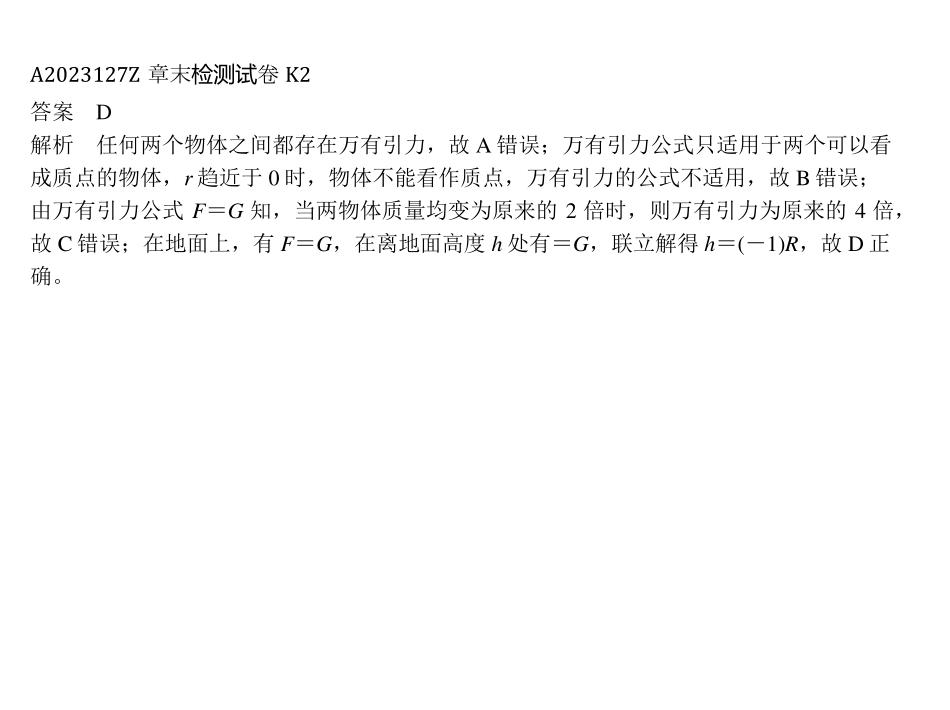 A2023127Z 章末检测试卷 K2
答案　D
解析　任何两个物体之间都存在万有引力，故 A 错误；万有引力公式只适用于两个可以看
成质点的物体，r 趋近于 0 时，物体不能看作质点，万有引力的公式不适用，故 B 错误；
由万有引力公式 F＝G 知，当两物体质量均变为原来的 2 倍时，则万有引力为原来的 4 倍，
故 C 错误；在地面上，有 F＝G，在离地面高度 h 处有＝G，联立解得 h＝(－1)R，故 D 正
确。